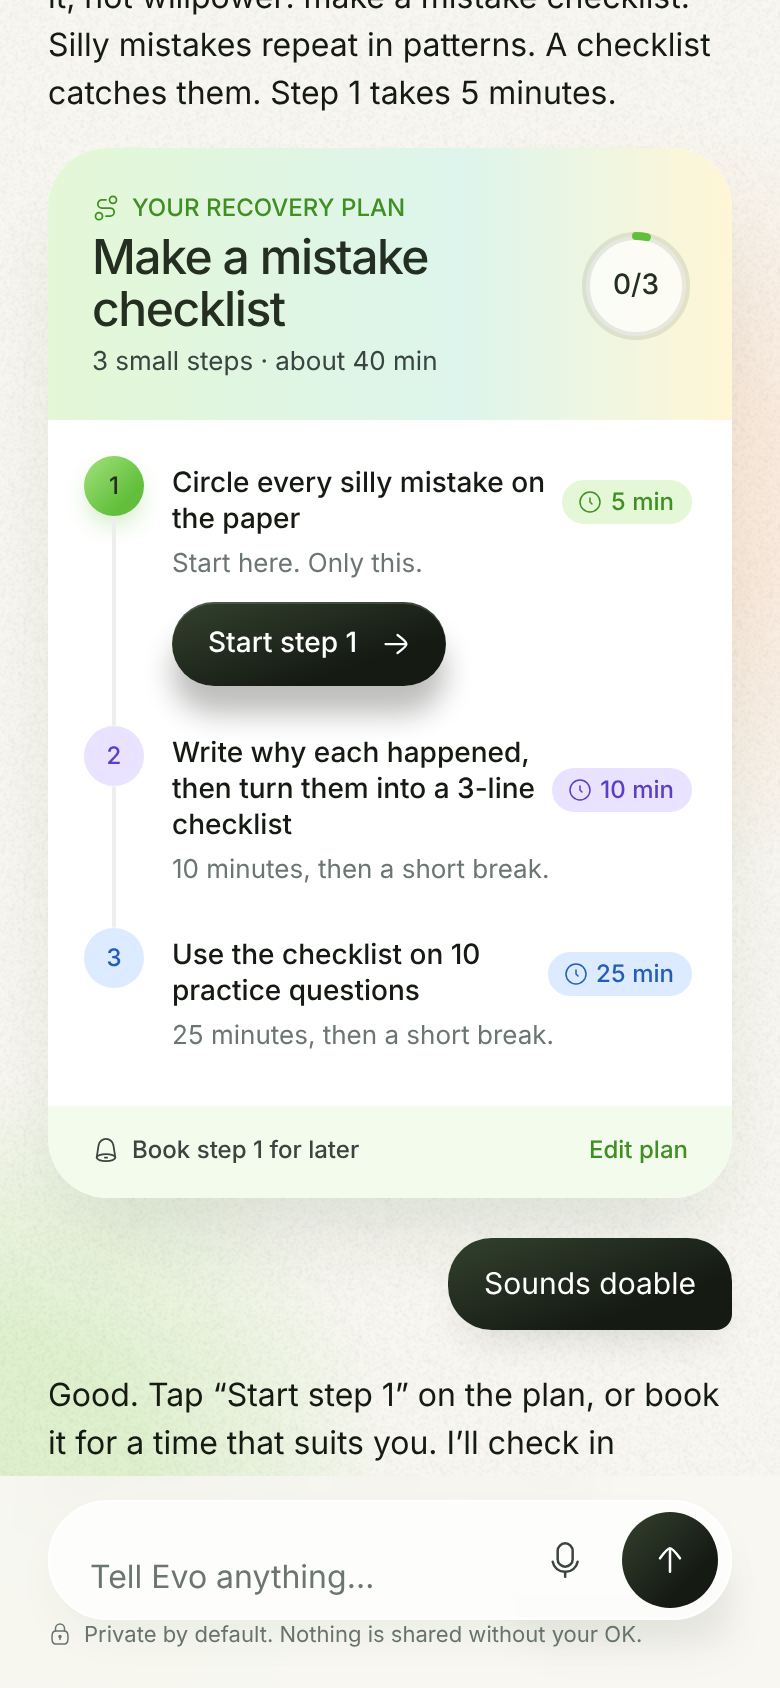 it, not willpower: make a mistake checklist.
Silly mistakes repeat in patterns. A checklist
catches them. Step 1 takes 5 minutes.
YOUR RECOVERY PLAN
Make a mistake
checklist
3 small steps · about 40 min
0/3
1
Circle every silly mistake on
the paper
5 min
Start here. Only this.
Start step 1
2
Write why each happened,
then turn them into a 3-line
checklist
10 min
10 minutes, then a short break.
3
Use the checklist on 10
practice questions
25 min
25 minutes, then a short break.
Book step 1 for later
Edit plan
Sounds doable
Good. Tap “Start step 1” on the plan, or book
it for a time that suits you. I’ll check in
Tell Evo anything...
Private by default. Nothing is shared without your OK.